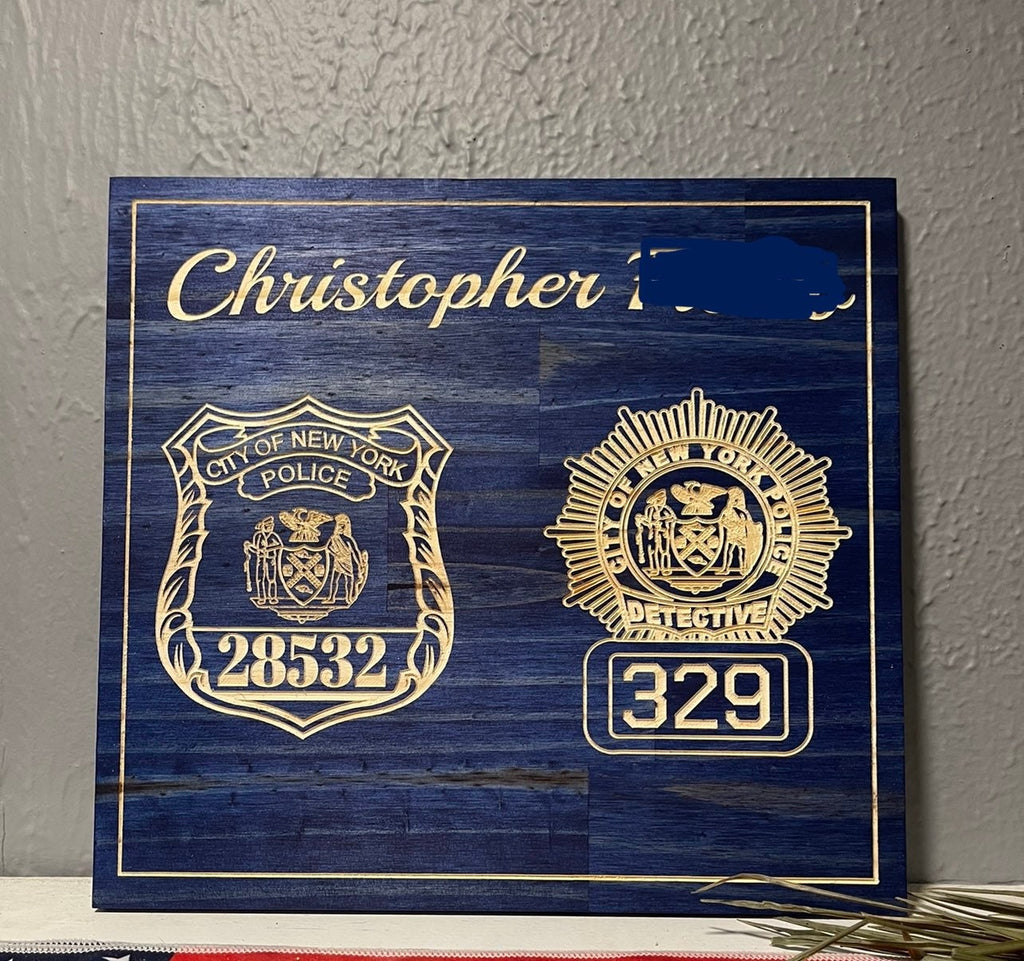 Christopher
CITY OF NEW YORK
POLICE
28532
CITY OF NEW YORK POLICE
DETECTIVE
329